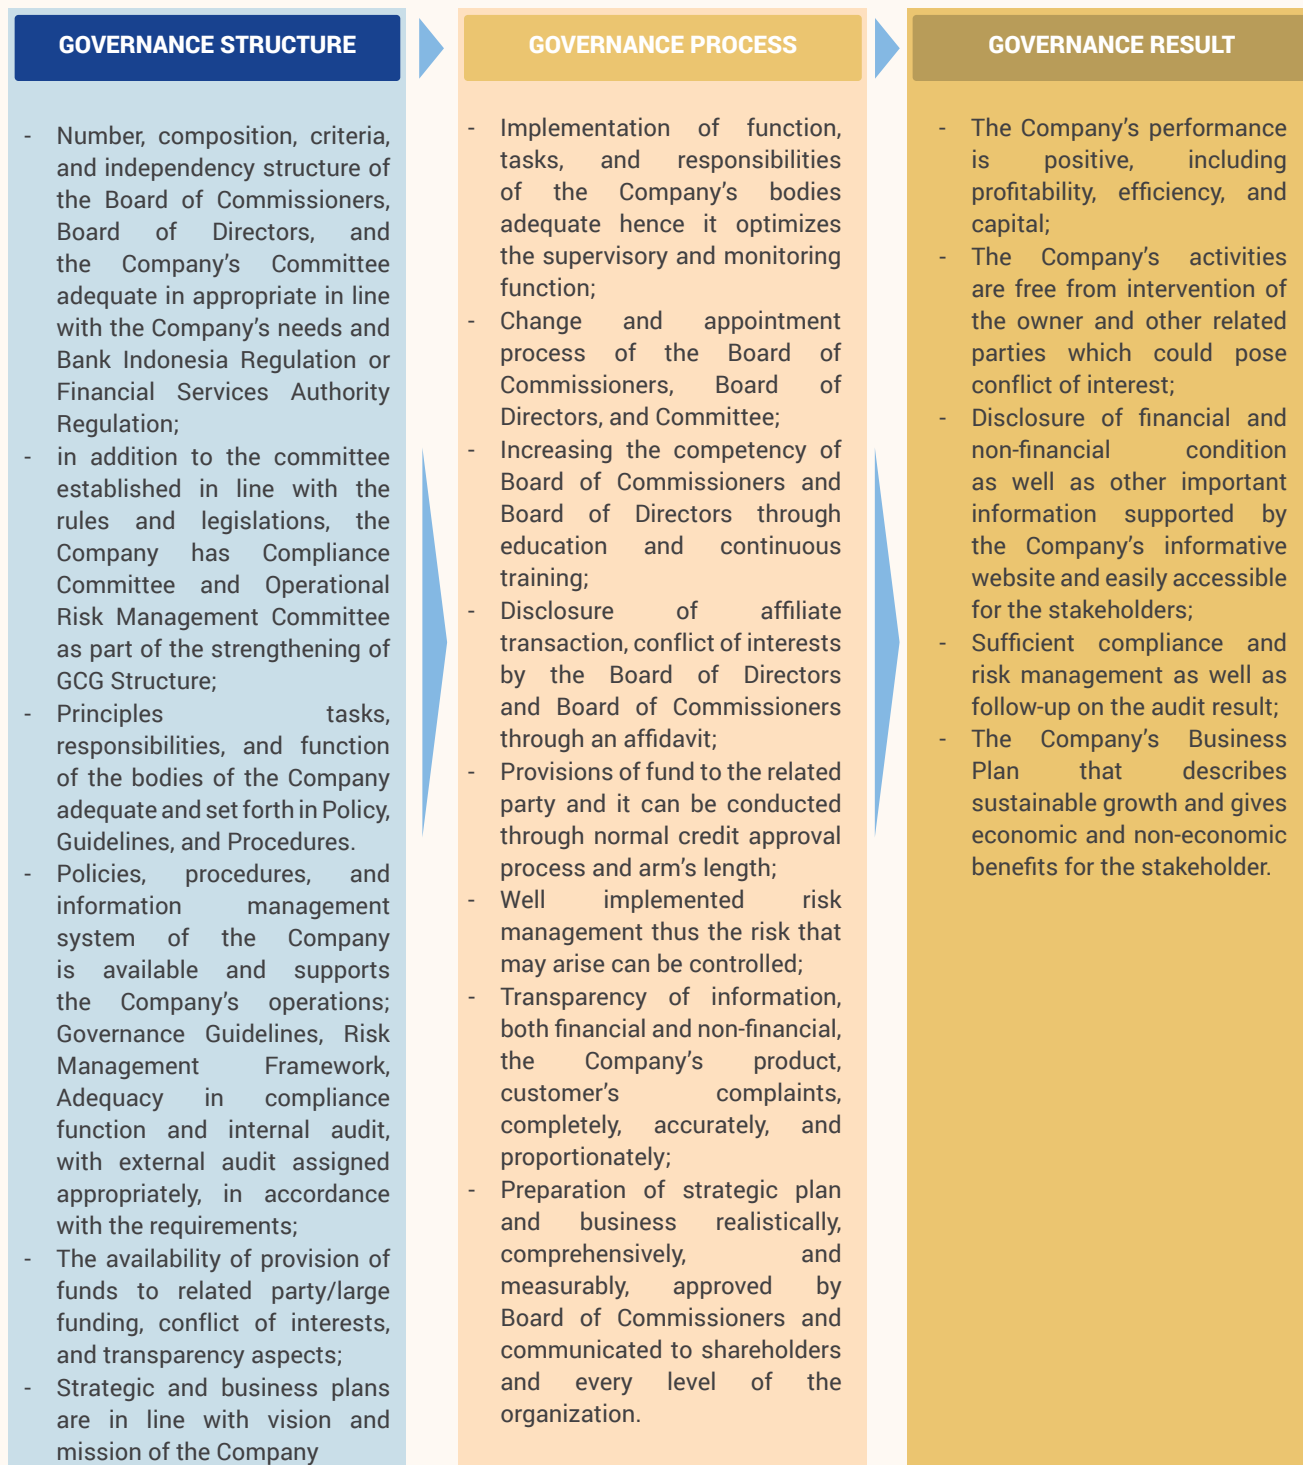 GOVERNANCE STRUCTURE
- Number, composition, criteria,
and independency structure of
the Board of Commissioners,
Board of Directors, and
the Company's Committee
adequate in appropriate in line
with the Company's needs and
Bank Indonesia Regulation or
Financial Services Authority
Regulation;
- in addition to the committee
established in line with the
rules and legislations, the
Company has Compliance
Committee and Operational
Risk Management Committee
as part of the strengthening of
GCG Structure;
- Principles tasks,
responsibilities, and function
of the bodies of the Company
adequate and set forth in Policy,
Guidelines, and Procedures.
- Policies, procedures, and
information management
system of the Company
is available and supports
the Company's operations;
Governance Guidelines, Risk
Management Framework,
Adequacy in compliance
function and internal audit,
with external audit assigned
appropriately, in accordance
with the requirements;
- The availability of provision of
funds to related party/large
funding, conflict of interests,
and transparency aspects;
- Strategic and business plans
are in line with vision and
mission of the Company
GOVERNANCE PROCESS
- Implementation of function,
tasks, and responsibilities
of the Company's bodies
adequate hence it optimizes
the supervisory and monitoring
function;
- Change and appointment
process of the Board of
Commissioners, Board of
Directors, and Committee;
- Increasing the competency of
Board of Commissioners and
Board of Directors through
education and continuous
training;
- Disclosure of affiliate
transaction, conflict of interests
by the Board of Directors
and Board of Commissioners
through an affidavit;
- Provisions of fund to the related
party and it can be conducted
through normal credit approval
process and arm's length;
- Well implemented risk
management thus the risk that
may arise can be controlled;
- Transparency of information,
both financial and non-financial,
the Company's product,
customer's complaints,
completely, accurately, and
proportionately;
- Preparation of strategic plan
and business realistically,
comprehensively, and
measurably, approved by
Board of Commissioners and
communicated to shareholders
and every level of the
organization.
GOVERNANCE RESULT
- The Company's performance
is positive, including
profitability, efficiency, and
capital;
- The Company's activities
are free from intervention of
the owner and other related
parties which could pose
conflict of interest;
- Disclosure of financial and
non-financial condition
as well as other important
information supported by
the Company's informative
website and easily accessible
for the stakeholders;
- Sufficient compliance and
risk management as well as
follow-up on the audit result;
- The Company's Business
Plan that describes
sustainable growth and gives
economic and non-economic
benefits for the stakeholder.